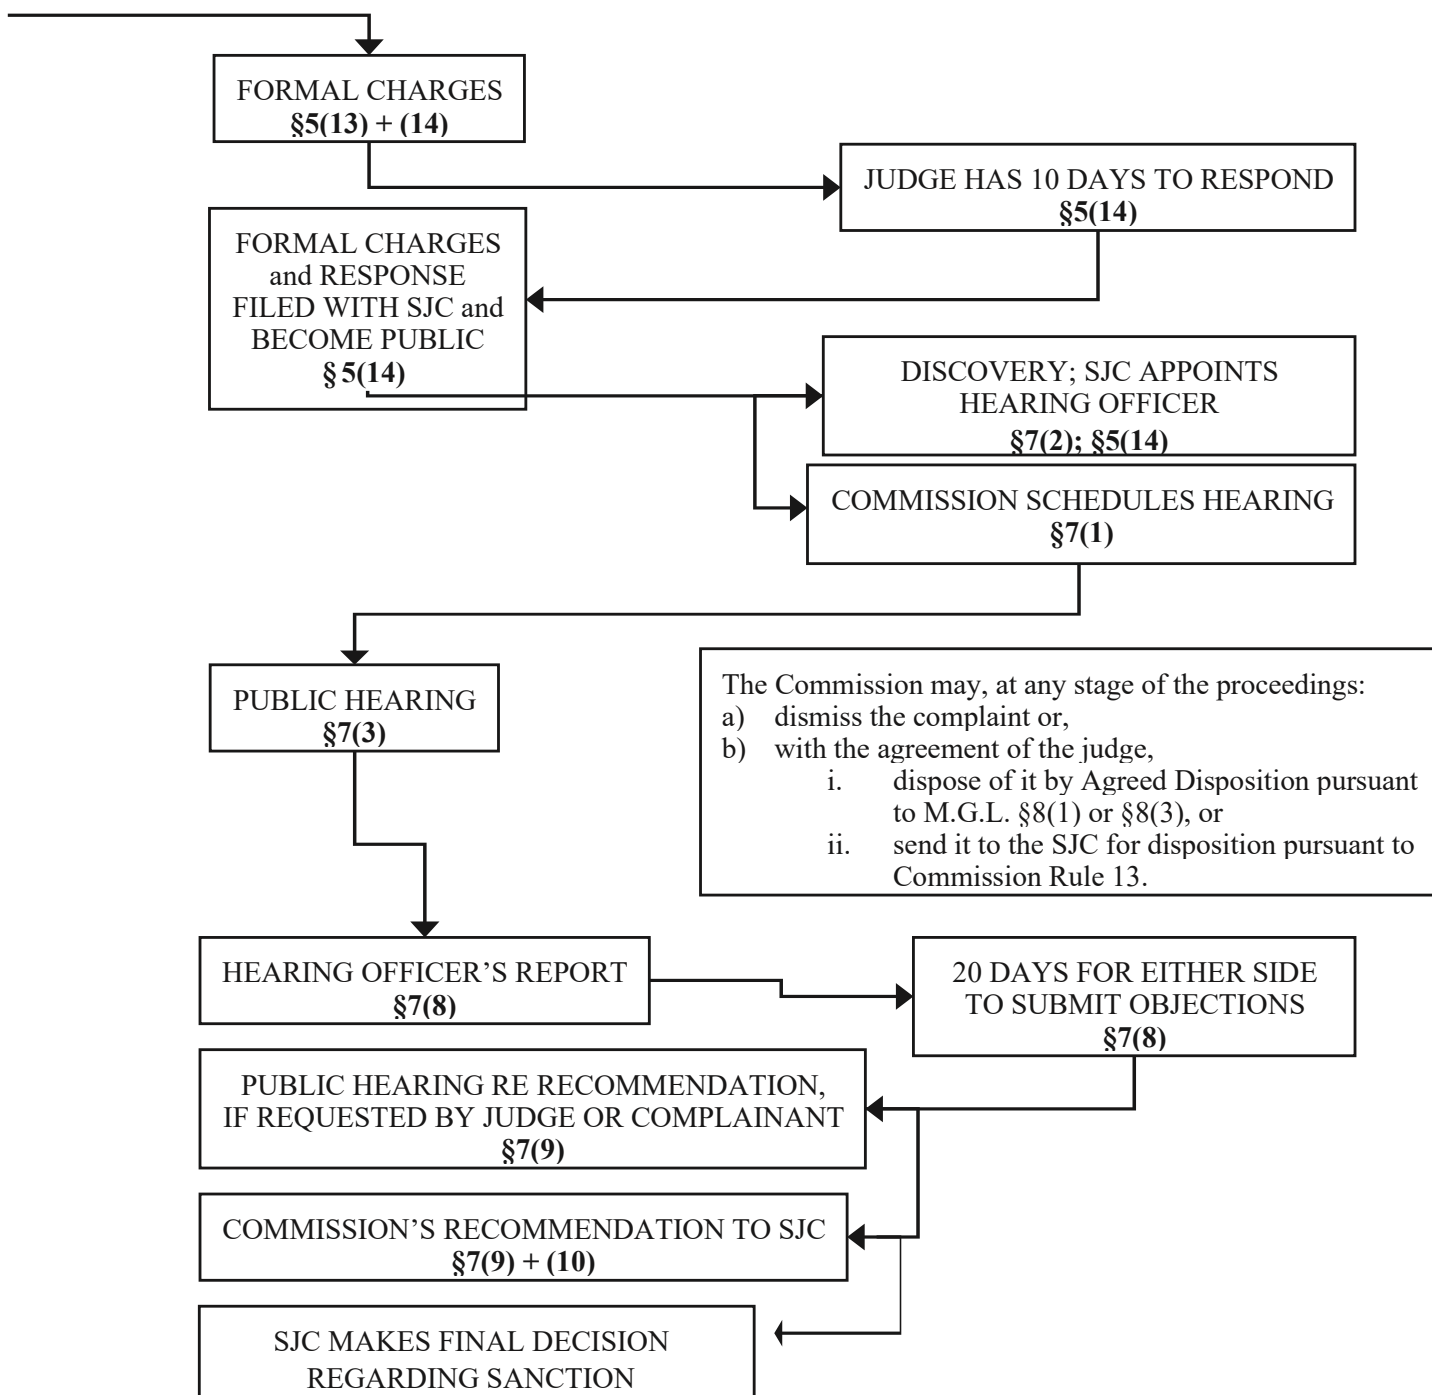 FORMAL CHARGES
§5(13) + (14)
JUDGE HAS 10 DAYS TO RESPOND
§5(14)
FORMAL CHARGES
and RESPONSE
FILED WITH SJC and
BECOME PUBLIC
§5(14)
DISCOVERY; SJC APPOINTS
HEARING OFFICER
§7(2); §5(14)
COMMISSION SCHEDULES HEARING
§7(1)
PUBLIC HEARING
§7(3)
The Commission may, at any stage of the proceedings:
a) dismiss the complaint or,
b) with the agreement of the judge,
i. dispose of it by Agreed Disposition pursuant
to M.G.L. §8(1) or §8(3), or
ii. send it to the SJC for disposition pursuant to
Commission Rule 13.
HEARING OFFICER’S REPORT
§7(8)
20 DAYS FOR EITHER SIDE
TO SUBMIT OBJECTIONS
§7(8)
PUBLIC HEARING RE RECOMMENDATION,
IF REQUESTED BY JUDGE OR COMPLAINANT
§7(9)
COMMISSION’S RECOMMENDATION TO SJC
§7(9) + (10)
SJC MAKES FINAL DECISION
REGARDING SANCTION